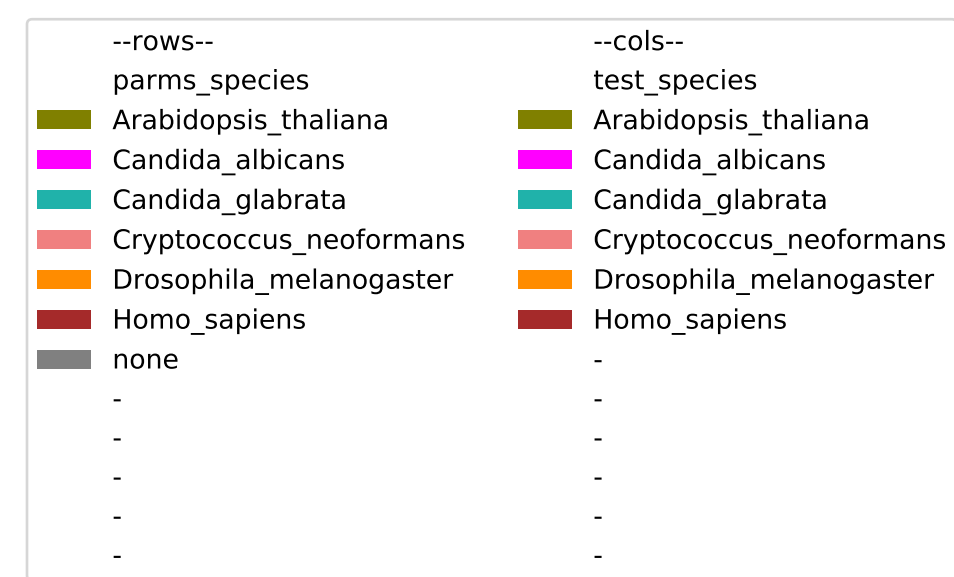 --rows--
parms_species
Arabidopsis_thaliana
Candida_albicans
Candida_glabrata
Cryptococcus_neoformans
Drosophila_melanogaster
Homo_sapiens
none
-
-
-
-
-
--cols--
test_species
Arabidopsis_thaliana
Candida_albicans
Candida_glabrata
Cryptococcus_neoformans
Drosophila_melanogaster
Homo_sapiens
-
-
-
-
-
-